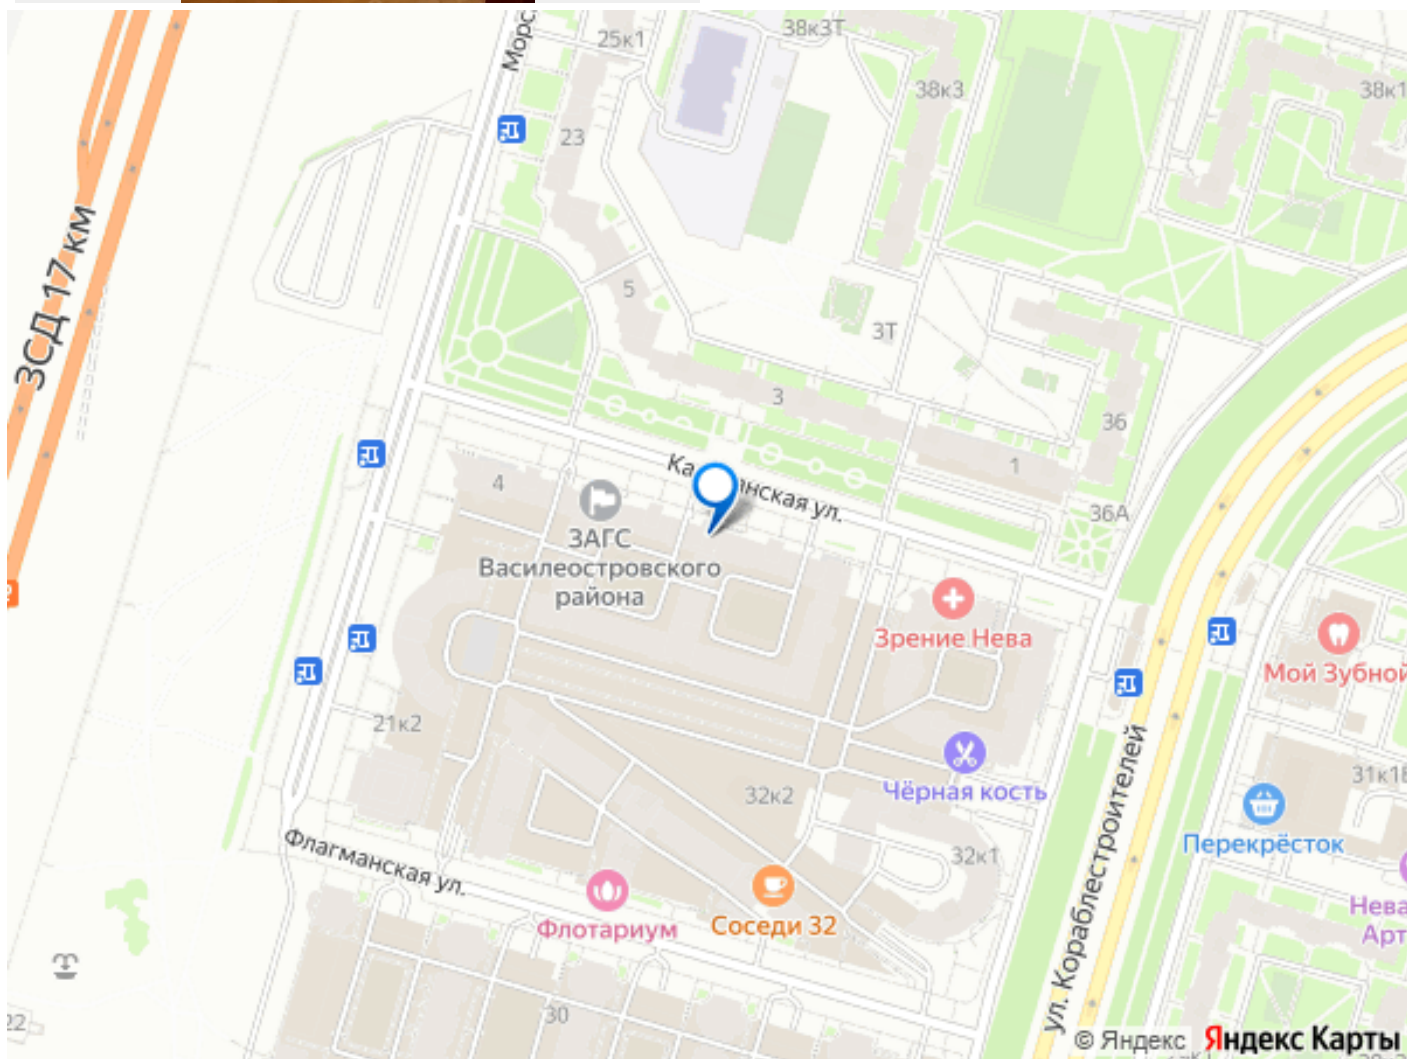 Морс
25к1
38к3Т
38к3
38к1
23
ЗСД 17 км
5
3Т
3
36
1
4
Ка
нская ул.
36А
ЗАГС
Василеостровского
района
Зрение Нева
Мой Зубной
21к2
32к2
Чёрная кость
31к18
Перекрёсток
Флагманская ул.
32к1
ул. Кораблестроителей
Флотариум
Соседи 32
Нева
Арт
22
30
© Яндекс Яндекс Карты